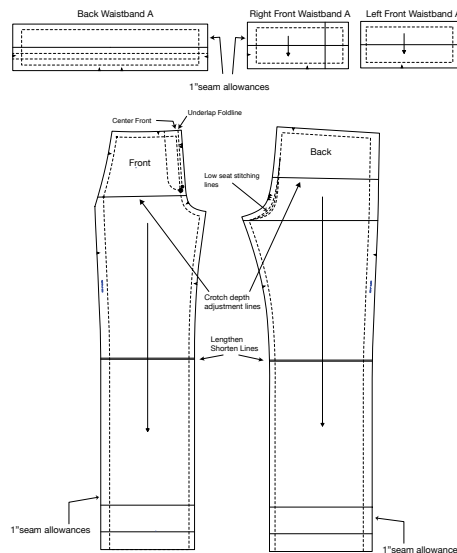 Back Waistband A
Right Front Waistband A
Left Front Waistband A
1"seam allowances
Center Front
Underlap Foldline
Front
Back
Low seat stitching
lines
Crotch depth
adjustment lines
Lengthen
Shorten Lines
1"seam allowances
1"seam allowances